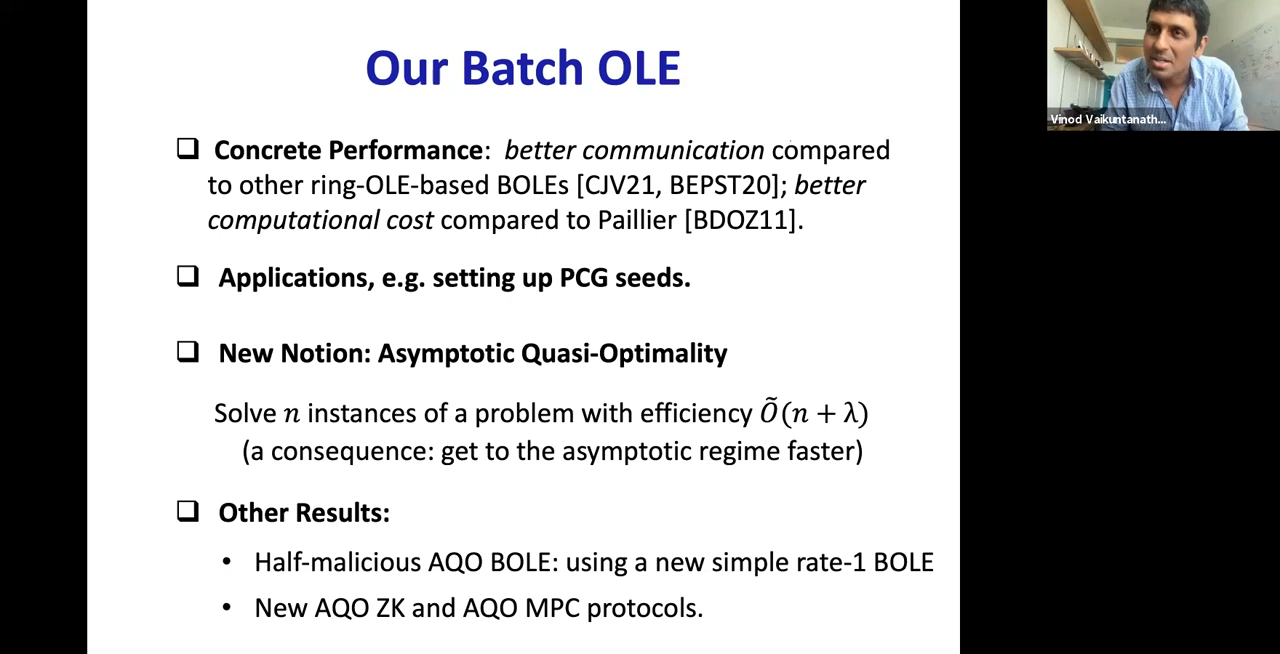 Our Batch OLE
Vinod Vaikuntanath...
❑ Concrete Performance: better communication compared
to other ring-OLE-based BOLEs [CJV21, BEPST20]; better
computational cost compared to Paillier [BDOZ11].
❑ Applications, e.g. setting up PCG seeds.
❑ New Notion: Asymptotic Quasi-Optimality
Solve n instances of a problem with efficiency Õ(n + λ)
(a consequence: get to the asymptotic regime faster)
❑ Other Results:
• Half-malicious AQO BOLE: using a new simple rate-1 BOLE
• New AQO ZK and AQO MPC protocols.